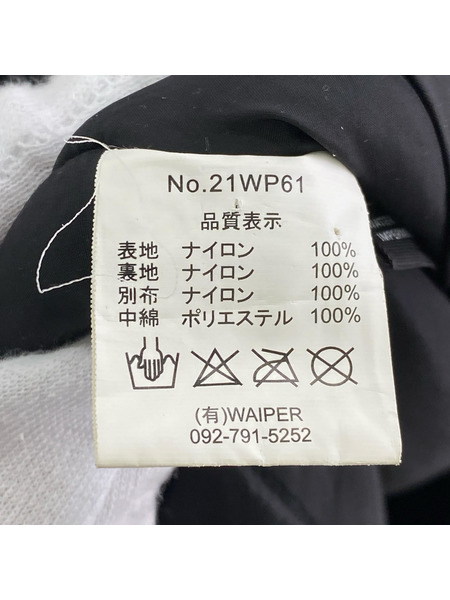 No.21WP61
品質表示
表地 ナイロン 100%
裏地 ナイロン 100%
別布 ナイロン 100%
中綿 ポリエステル 100%
(有)WAIPER
092-791-5252